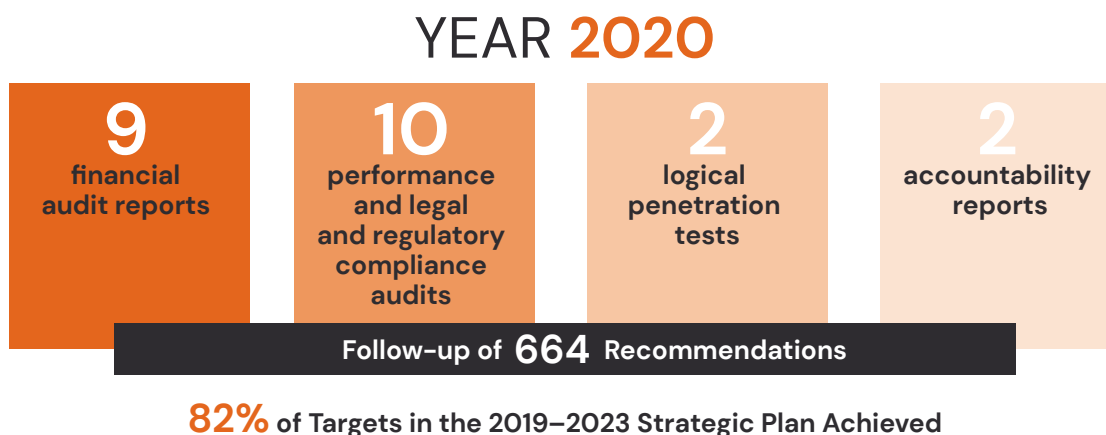 YEAR 2020
9
financial
audit reports
10
performance
and legal
and regulatory
compliance
audits
2
logical
penetration
tests
2
accountability
reports
Follow-up of 664 Recommendations
82% of Targets in the 2019–2023 Strategic Plan Achieved